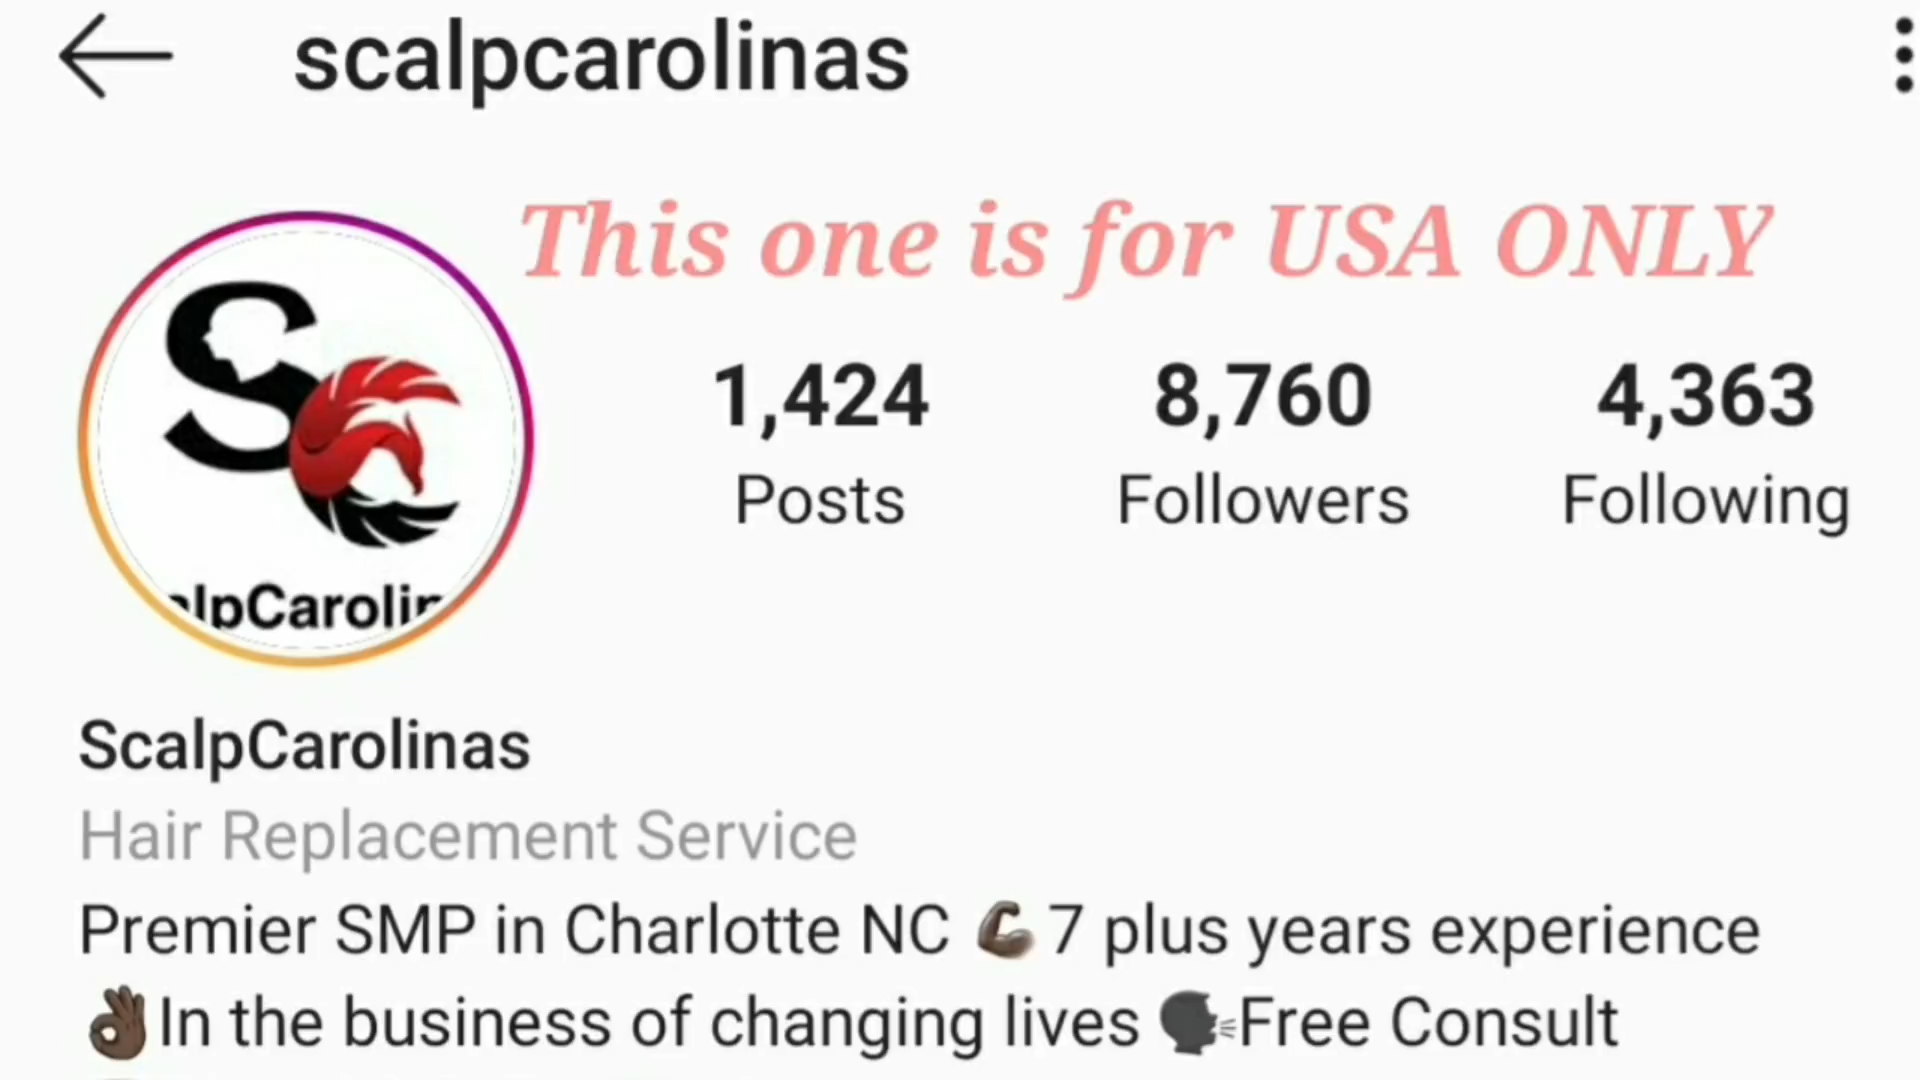 scalpcarolinas
This one is for USA ONLY
1,424 8,760 4,363
Posts Followers Following
ScalpCarolinas
Hair Replacement Service
Premier SMP in Charlotte NC 💪🏿 7 plus years experience
👌🏿In the business of changing lives 🗣️Free Consult